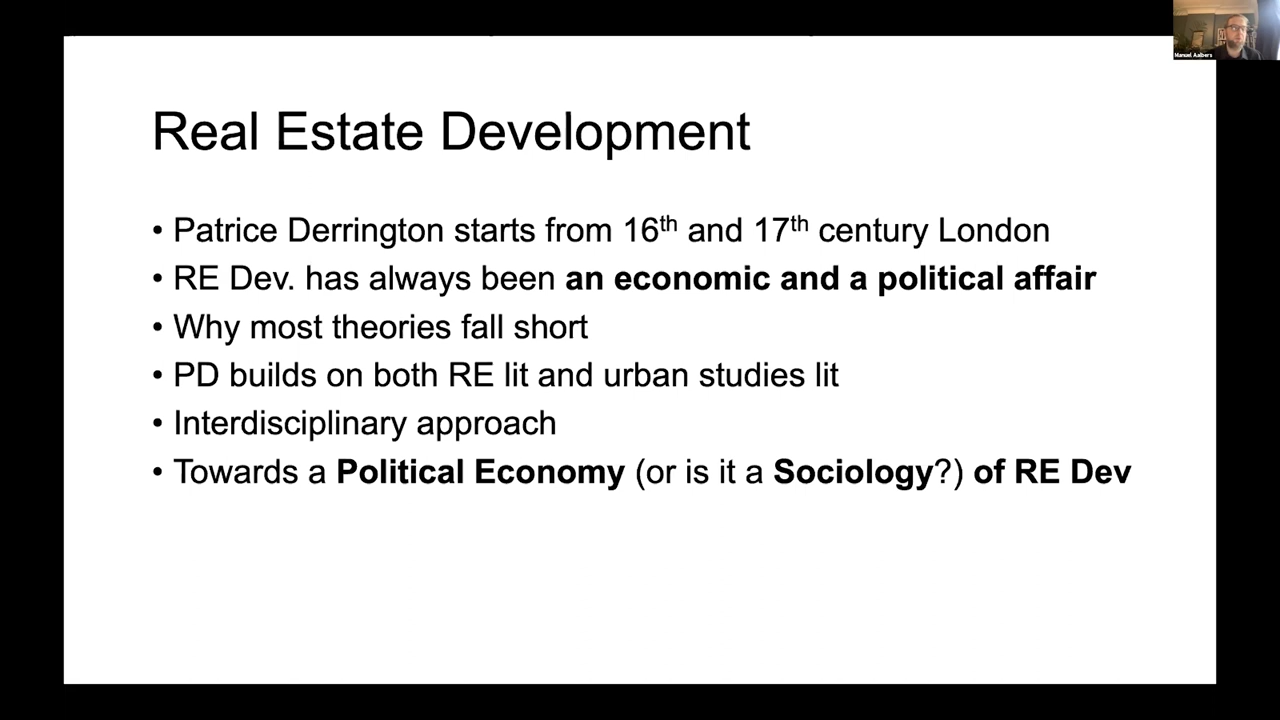 Manuel Aalbers
Real Estate Development
• Patrice Derrington starts from 16th and 17th century London
• RE Dev. has always been an economic and a political affair
• Why most theories fall short
• PD builds on both RE lit and urban studies lit
• Interdisciplinary approach
• Towards a Political Economy (or is it a Sociology?) of RE Dev